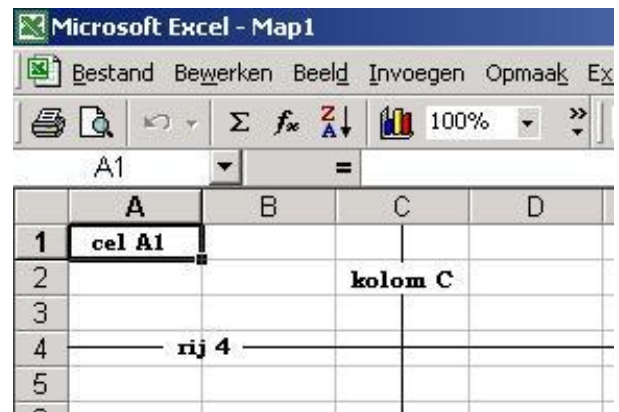 Microsoft Excel - Map1
Bestand Bewerken Beeld Invoegen Opmaak Ex
Σ fx Z A 100% »
A1 =
A B C D
1 cel A1
2 kolom C
3
4 rij 4
5